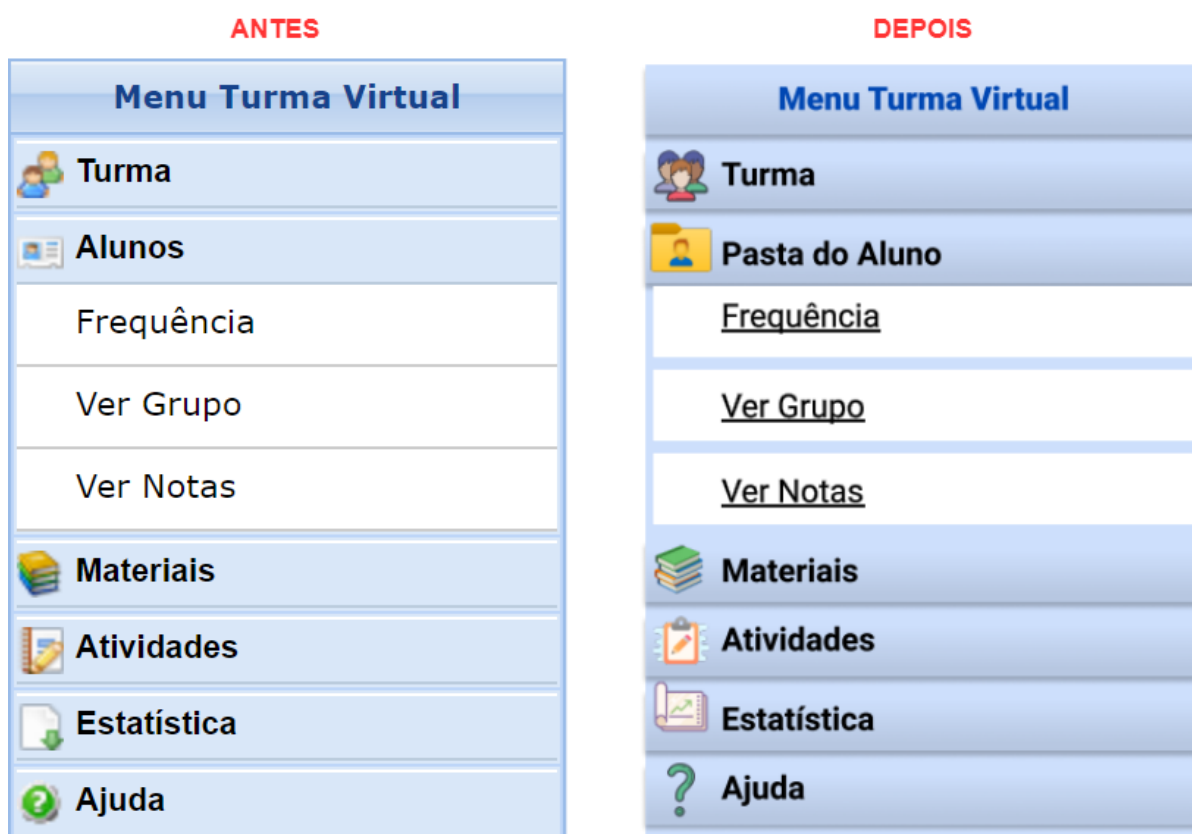 ANTES
Menu Turma Virtual
Turma
Alunos
Frequência
Ver Grupo
Ver Notas
Materiais
Atividades
Estatística
Ajuda
DEPOIS
Menu Turma Virtual
Turma
Pasta do Aluno
Frequência
Ver Grupo
Ver Notas
Materiais
Atividades
Estatística
Ajuda